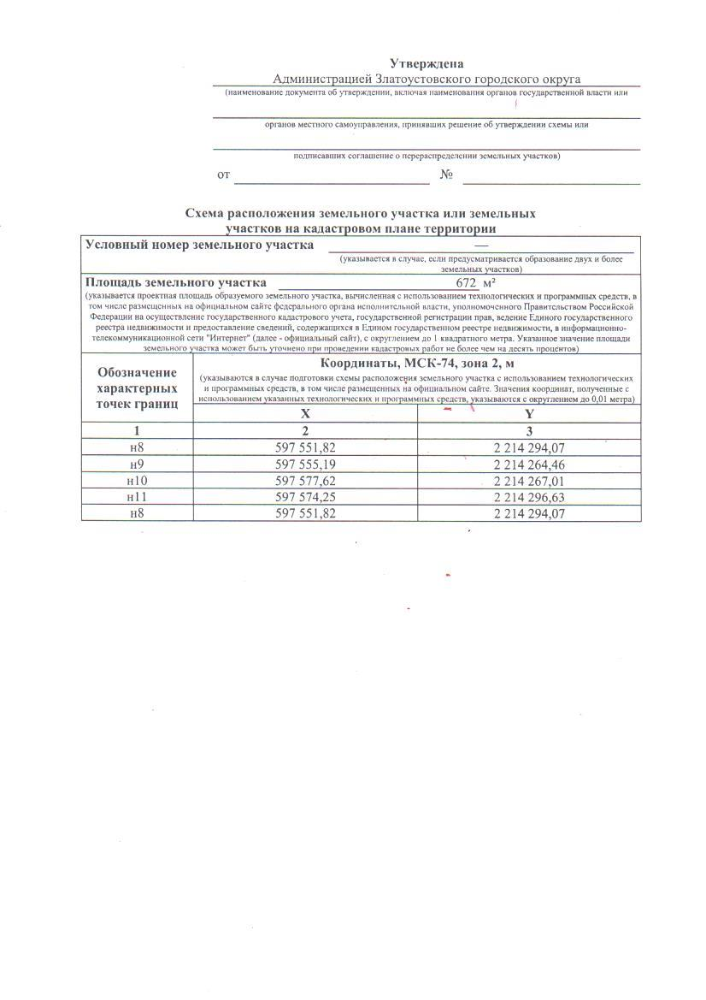 Утверждена
Администрацией Златоустовского городского округа
(наименование документа об утверждении, включая наименования органов государственной власти или
органов местного самоуправления, принявших решение об утверждении схемы или
подписавших соглашение о перераспределении земельных участков)
от №
Схема расположения земельного участка или земельных
участков на кадастровом плане территории
Условный номер земельного участка —
(указывается в случае, если предусматривается образование двух и более
земельных участков)
Площадь земельного участка 672 м²
(указывается проектная площадь образуемого земельного участка, вычисленная с использованием технологических и программных средств, в
том числе размещенных на официальном сайте федерального органа исполнительной власти, уполномоченного Правительством Российской
Федерации на осуществление государственного кадастрового учета, государственной регистрации прав, ведение Единого государственного
реестра недвижимости и предоставление сведений, содержащихся в Едином государственном реестре недвижимости, в информационно-
телекоммуникационной сети "Интернет" (далее - официальный сайт), с округлением до 1 квадратного метра. Указанное значение площади
земельного участка может быть уточнено при проведении кадастровых работ не более чем на десять процентов)
Обозначение
характерных
точек границ
Координаты, МСК-74, зона 2, м
(указываются в случае подготовки схемы расположения земельного участка с использованием технологических
и программных средств, в том числе размещенных на официальном сайте. Значения координат, полученные с
использованием указанных технологических и программных средств, указываются с округлением до 0,01 метра)
X Y
1 2 3
н8 597 551,82 2 214 294,07
н9 597 555,19 2 214 264,46
н10 597 577,62 2 214 267,01
н11 597 574,25 2 214 296,63
н8 597 551,82 2 214 294,07